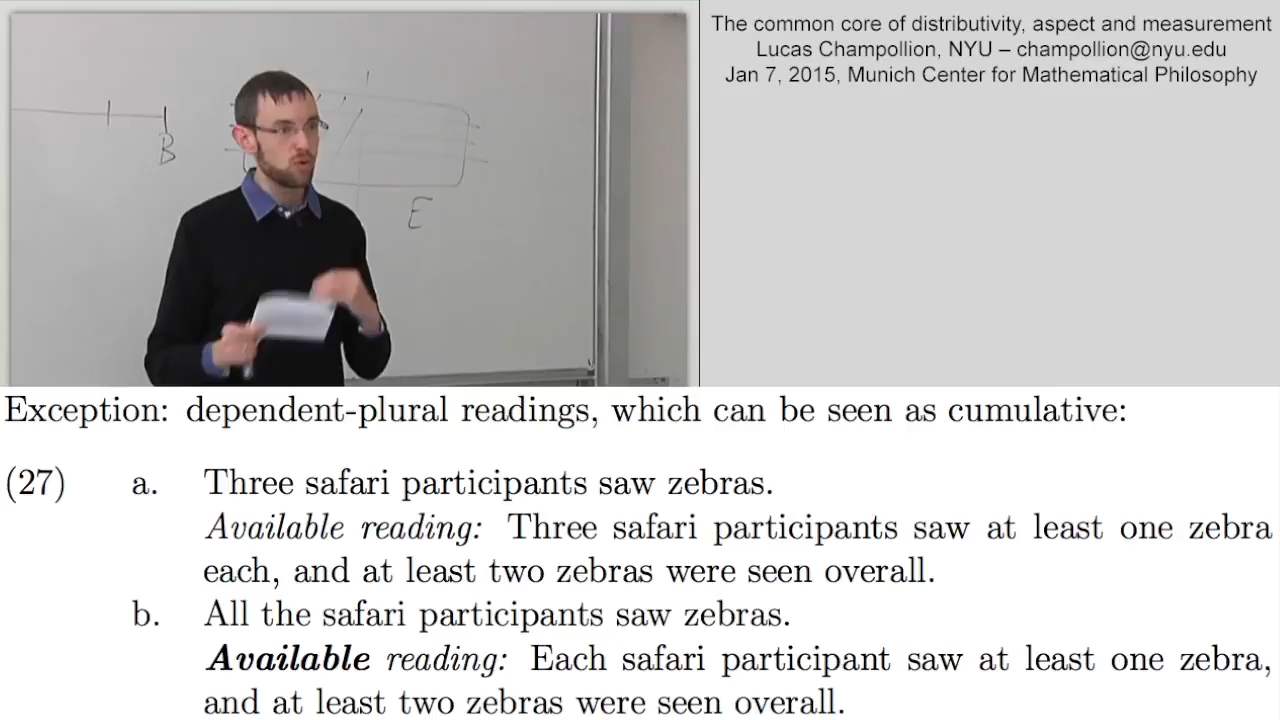 The common core of distributivity, aspect and measurement
Lucas Champollion, NYU – champollion@nyu.edu
Jan 7, 2015, Munich Center for Mathematical Philosophy
B
E
Exception: dependent-plural readings, which can be seen as cumulative:
(27) a. Three safari participants saw zebras.
Available reading: Three safari participants saw at least one zebra
each, and at least two zebras were seen overall.
b. All the safari participants saw zebras.
Available reading: Each safari participant saw at least one zebra,
and at least two zebras were seen overall.